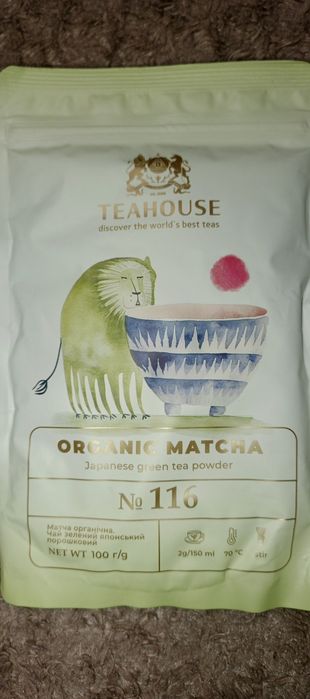 TEAHOUSE
discover the world's best teas
ORGANIC MATCHA
Japanese green tea powder
№ 116
Матча органічна.
Чай зелений японський
порошковий
NET WT 100 г/g
2g/150 ml 70 °C stir